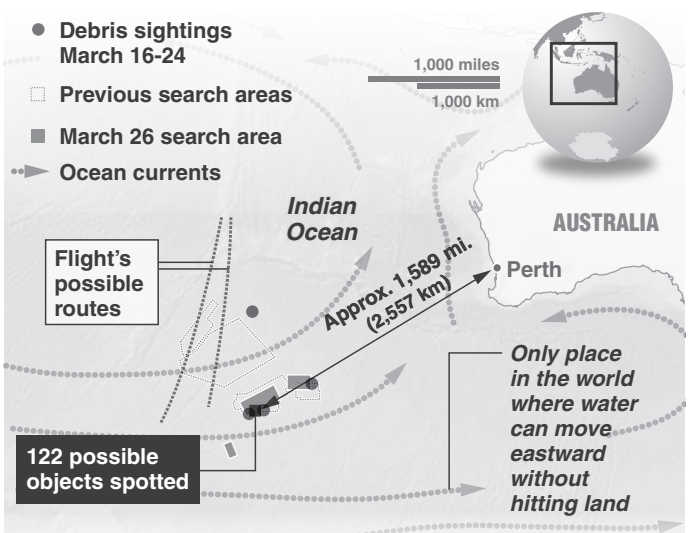 Debris sightings
March 16-24
Previous search areas
March 26 search area
Ocean currents
1,000 miles
1,000 km
Indian
Ocean
AUSTRALIA
Perth
Flight's
possible
routes
Approx. 1,589 mi.
(2,557 km)
Only place
in the world
where water
can move
eastward
without
hitting land
122 possible
objects spotted